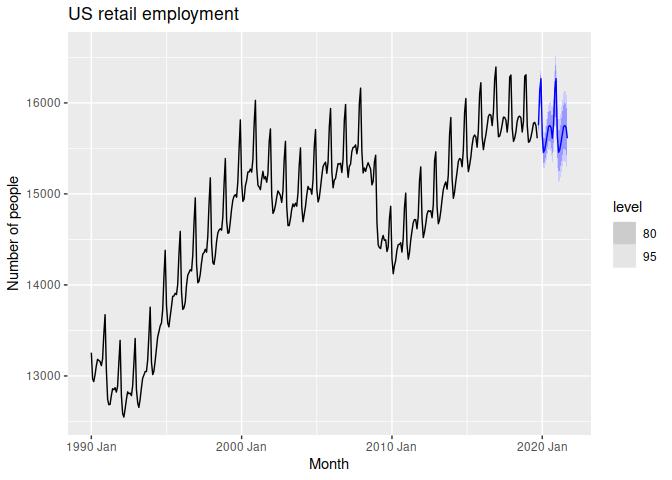 US retail employment
Number of people
16000
15000
14000
13000
1990 Jan
2000 Jan
2010 Jan
2020 Jan
Month
level
80
95